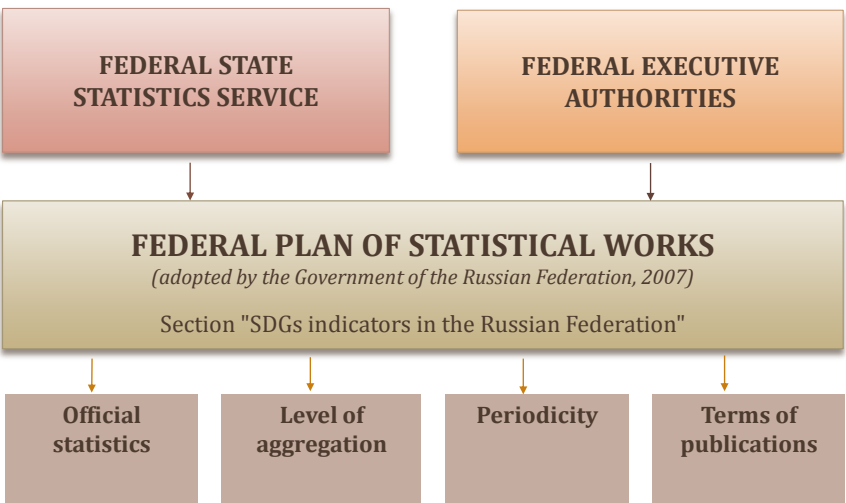 FEDERAL STATE
STATISTICS SERVICE
FEDERAL EXECUTIVE
AUTHORITIES
FEDERAL PLAN OF STATISTICAL WORKS
(adopted by the Government of the Russian Federation, 2007)
Section "SDGs indicators in the Russian Federation"
Official
statistics
Level of
aggregation
Periodicity
Terms of
publications